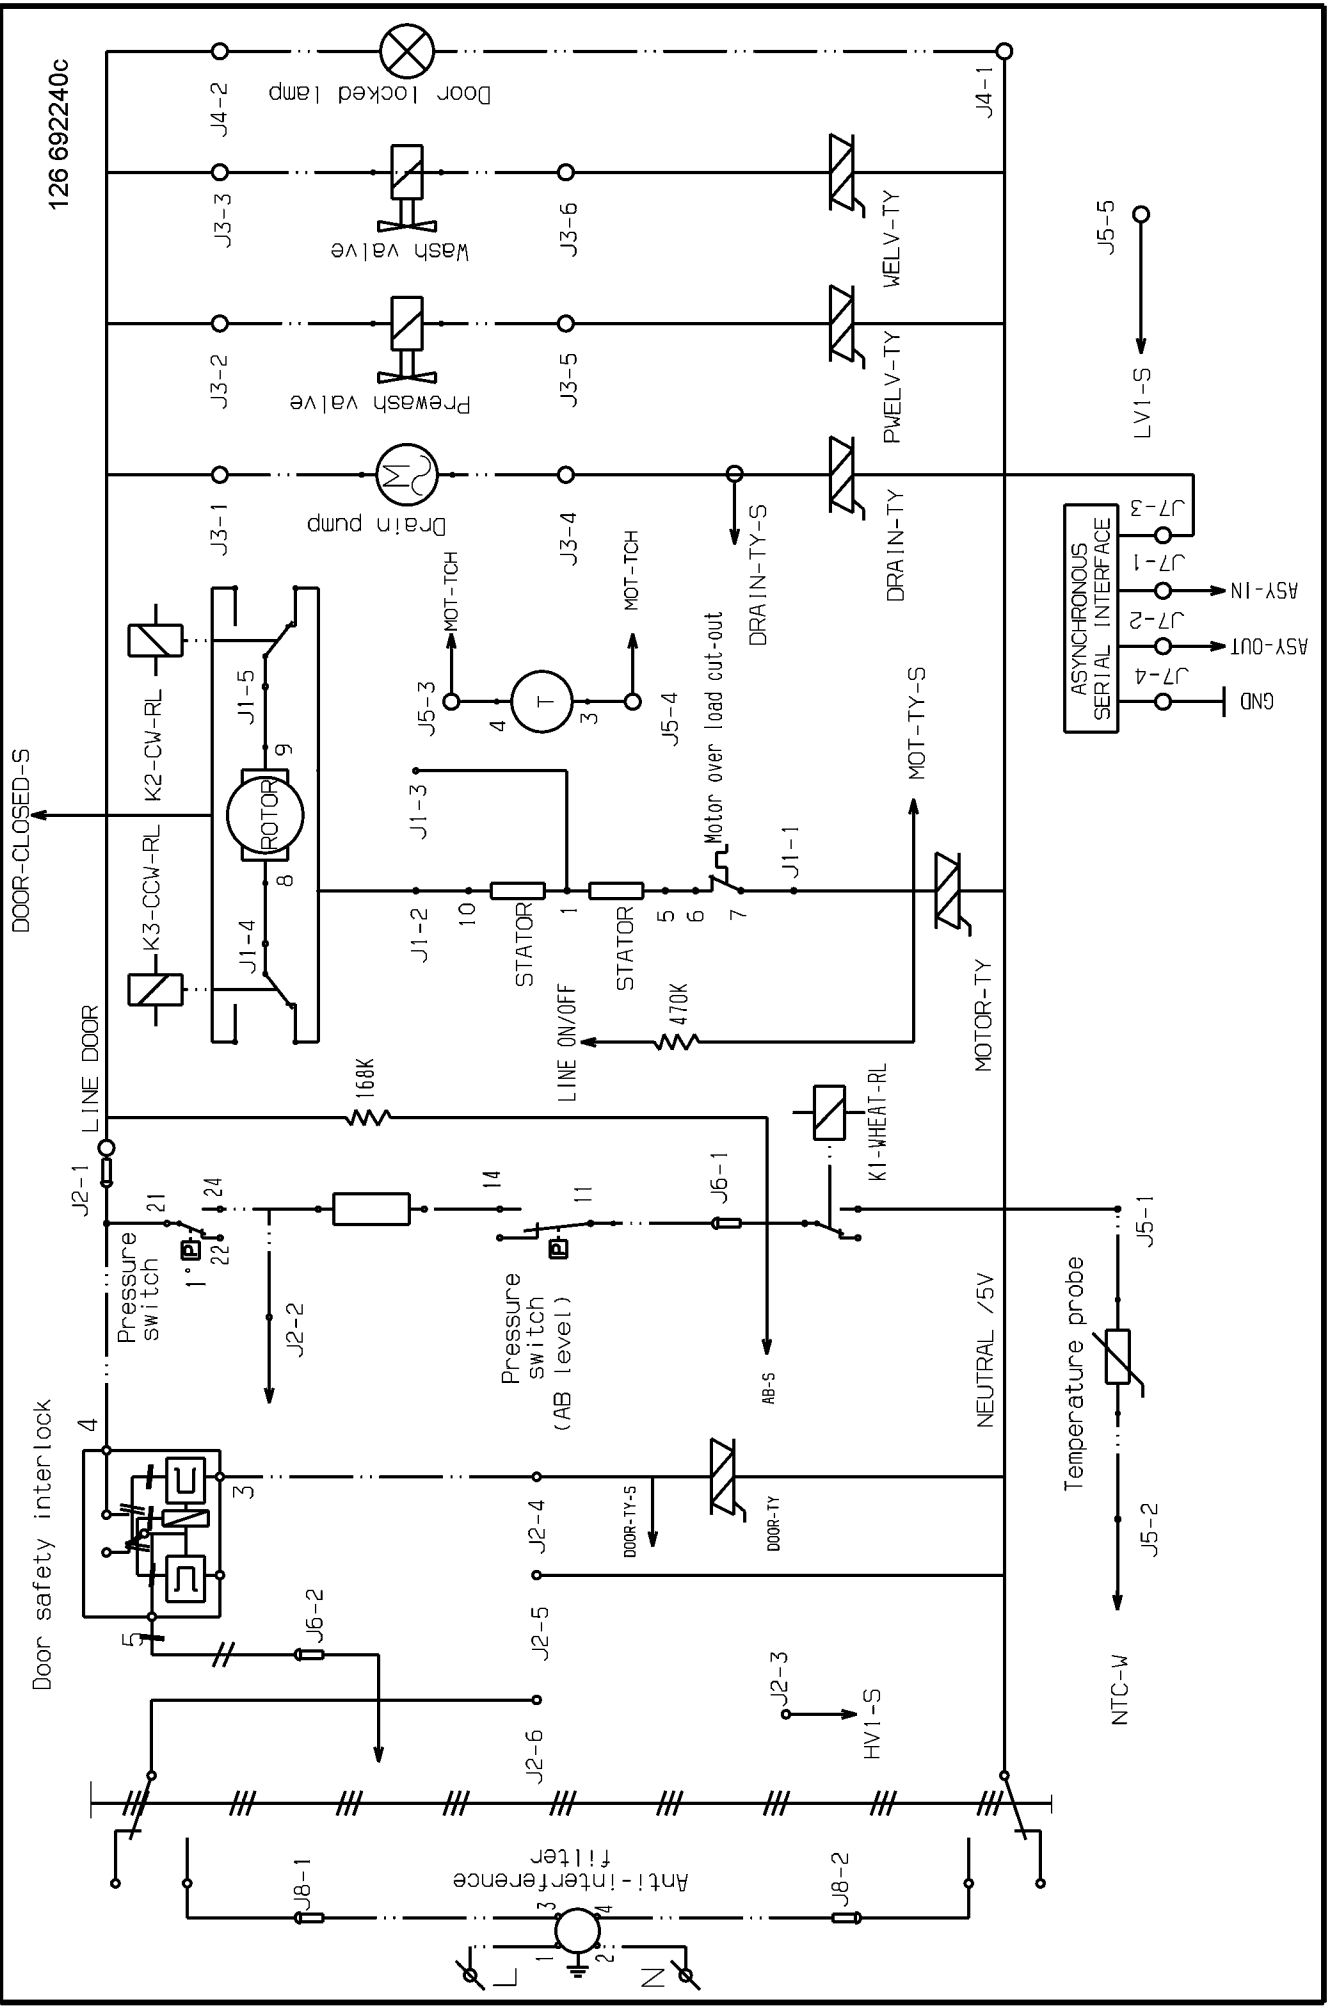 126 692240c
DOOR-CLOSED-S
LINE DOOR
J4-2
Door locked lamp
J4-1
J3-3
Wash valve
J3-6
WELV-TY
J3-2
Prewash valve
J3-5
PWELV-TY
J3-1
M
Drain pump
J3-4
DRAIN-TY-S
DRAIN-TY
J5-5
LV1-S
ASYNCHRONOUS
SERIAL INTERFACE
J7-3
J7-1
ASY-IN
J7-2
ASY-OUT
J7-4
GND
K2-CW-RL
K3-CCW-RL
J1-5
9
ROTOR
8
J1-4
MOT-TCH
J5-3
4
T
3
J5-4
MOT-TCH
J1-3
J1-2
10
STATOR
1
STATOR
5
6
7
Motor over load cut-out
J1-1
MOT-TY-S
MOTOR-TY
LINE ON/OFF
470K
168K
K1-WHEAT-RL
J2-1
21
24
22
1°
P
Pressure
switch
J2-2
14
11
P
Pressure
switch
(AB level)
J6-1
AB-S
NEUTRAL /5V
J5-1
Temperature probe
J5-2
NTC-W
Door safety interlock
4
3
5
J6-2
J2-4
DOOR-TY-S
DOOR-TY
J2-5
J2-6
J2-3
HV1-S
J8-1
Anti-interference
filter
J8-2
3
4
1
2
L
N